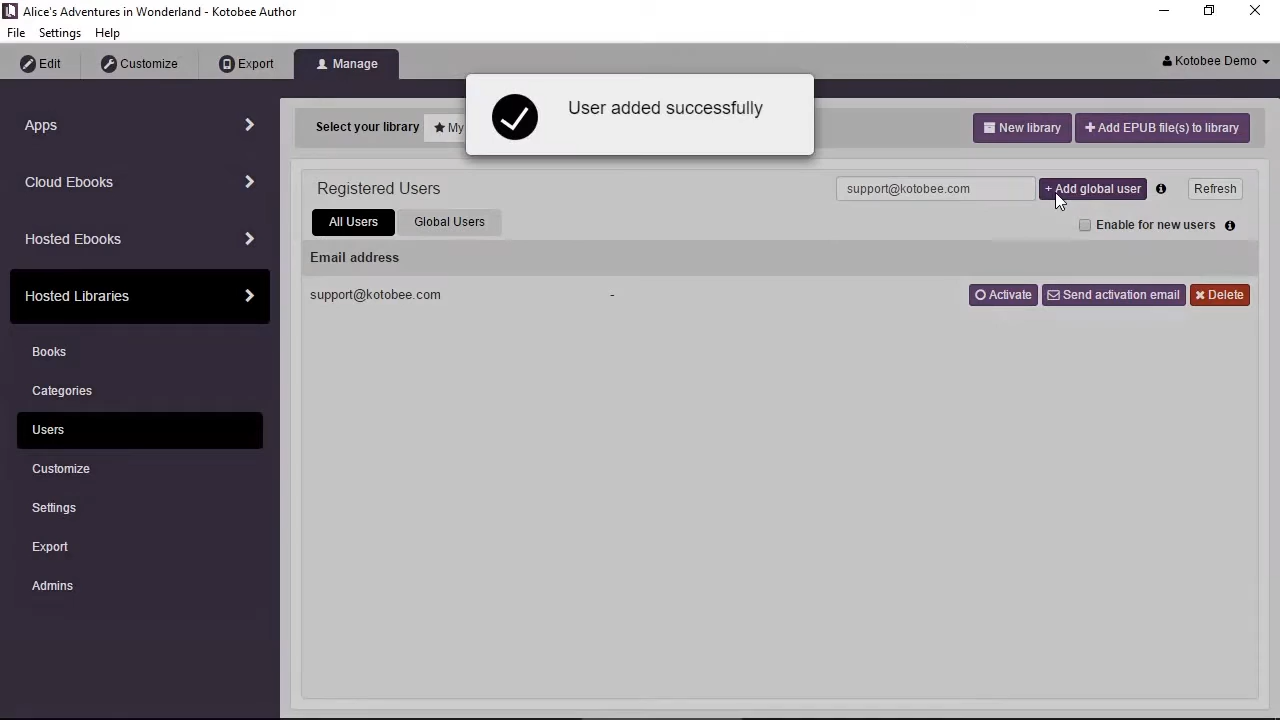 Alice's Adventures in Wonderland - Kotobee Author
File Settings Help
Edit Customize Export Manage Kotobee Demo
User added successfully
Apps
Select your library My New library + Add EPUB file(s) to library
Cloud Ebooks
Registered Users support@kotobee.com + Add global user Refresh
All Users Global Users Enable for new users
Hosted Ebooks
Email address
Hosted Libraries
support@kotobee.com - Activate Send activation email Delete
Books
Categories
Users
Customize
Settings
Export
Admins